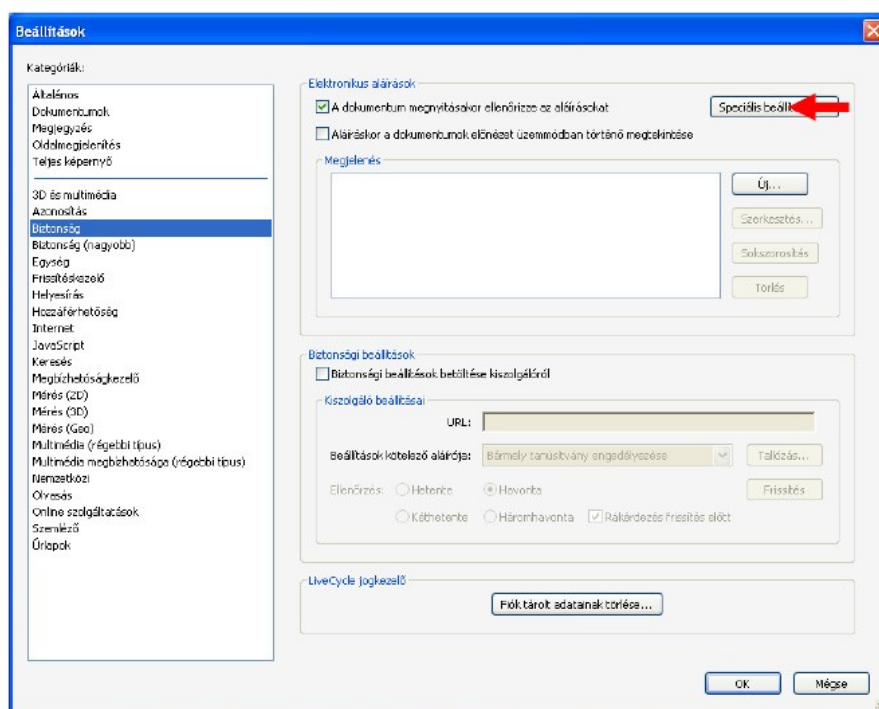 Beállítások
Kategóriák:
Általános
Dokumentumok
Megjegyzés
Oldalmegjelenítés
Teljes képernyő
3D és multimédia
Azonosítás
Biztonság
Biztonság (nagyobb)
Egység
Frissítéskezelő
Helyesírás
Hozzáférhetőség
Internet
JavaScript
Keresés
Megbízhatóságkezelő
Mérés (2D)
Mérés (3D)
Mérés (Geo)
Multimédia (régebbi típus)
Multimédia megbízhatósága (régebbi típus)
Nemzetközi
Olvasás
Online szolgáltatások
Szemléző
Űrlapok
Elektronikus aláírások
A dokumentum megnyitásakor ellenőrizze az aláírásokat
Speciális
Aláíráskor a dokumentumok előnézet üzemmódban történő megtekintése
Megjelenés
Új...
Szerkesztés...
Sokszorosítás
Törlés
Biztonsági beállítások
Biztonsági beállítások betöltése kiszolgálóról
Kiszolgáló beállításai
URL:
Beállítások kötelező aláírója: Bármely tanúsítvány engedélyezése Tallózás...
Ellenőrzés: Hetente Havonta Frissítés
Kéthetente Háromhavonta Rákérdezés frissítés előtt
LiveCycle jogkezelő
Fiók tárolt adatainak törlése...
OK Mégse